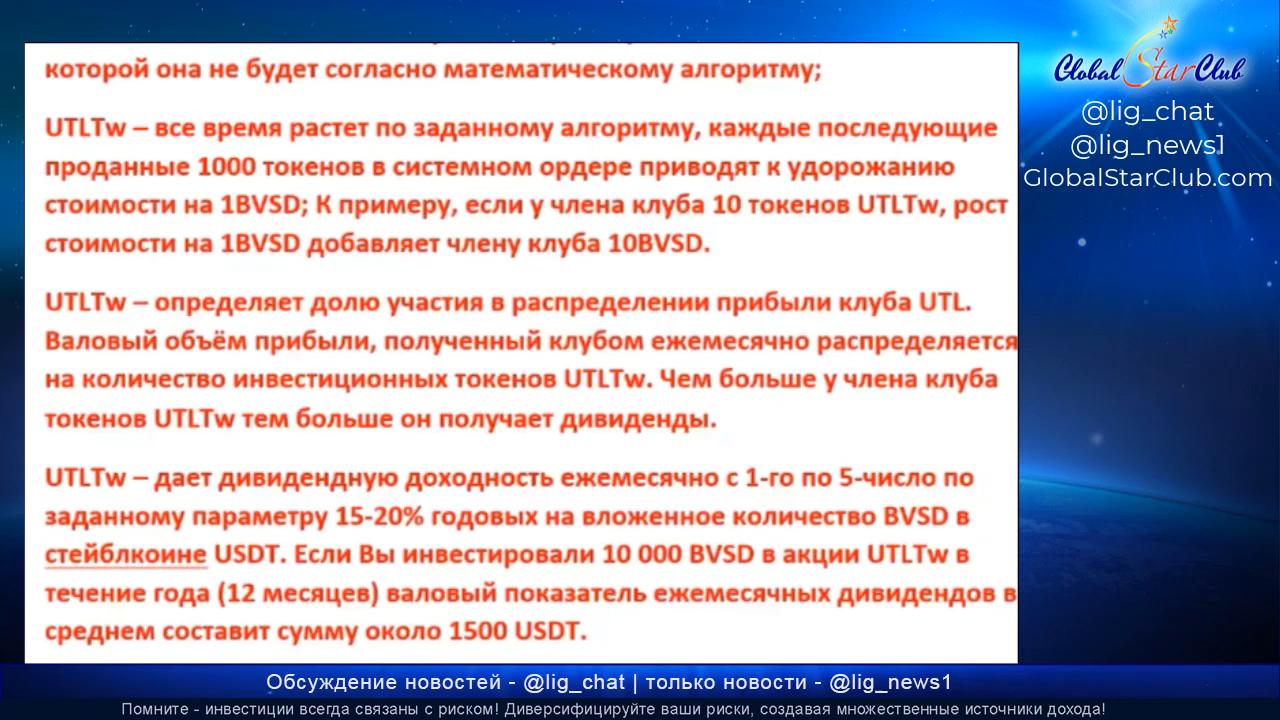 которой она не будет согласно математическому алгоритму;
UTLTw – все время растет по заданному алгоритму, каждые последующие
проданные 1000 токенов в системном ордере приводят к удорожанию
стоимости на 1BVSD; К примеру, если у члена клуба 10 токенов UTLTw, рост
стоимости на 1BVSD добавляет члену клуба 10BVSD.
UTLTw – определяет долю участия в распределении прибыли клуба UTL.
Валовый объём прибыли, полученный клубом ежемесячно распределяется
на количество инвестиционных токенов UTLTw. Чем больше у члена клуба
токенов UTLTw тем больше он получает дивиденды.
UTLTw – дает дивидендную доходность ежемесячно с 1-го по 5-число по
заданному параметру 15-20% годовых на вложенное количество BVSD в
стейблкоине USDT. Если Вы инвестировали 10 000 BVSD в акции UTLTw в
течение года (12 месяцев) валовый показатель ежемесячных дивидендов в
среднем составит сумму около 1500 USDT.
Global Star Club
@lig_chat
@lig_news1
GlobalStarClub.com
Обсуждение новостей - @lig_chat | только новости - @lig_news1
Помните - инвестиции всегда связаны с риском! Диверсифицируйте ваши риски, создавая множественные источники дохода!